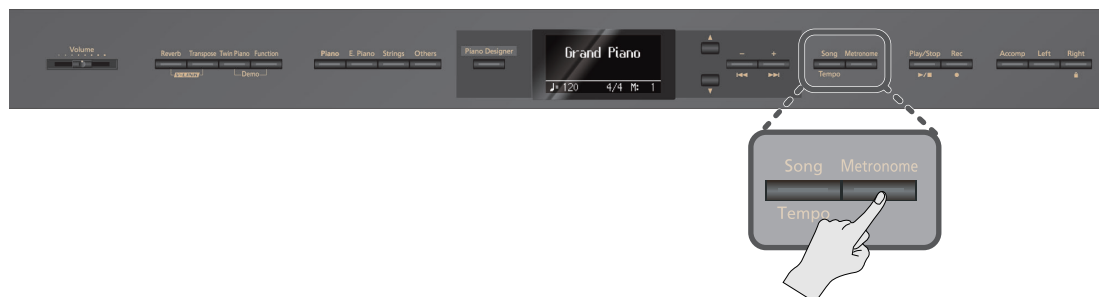 Volume
Reverb Transpose Twin Piano Function
V-LINK
Demo
Piano E. Piano Strings Others
Piano Designer
Grand Piano
♩= 120 4/4 M: 1
- +
Song Metronome
Tempo
Play/Stop Rec
Accomp Left Right
Song Metronome
Tempo